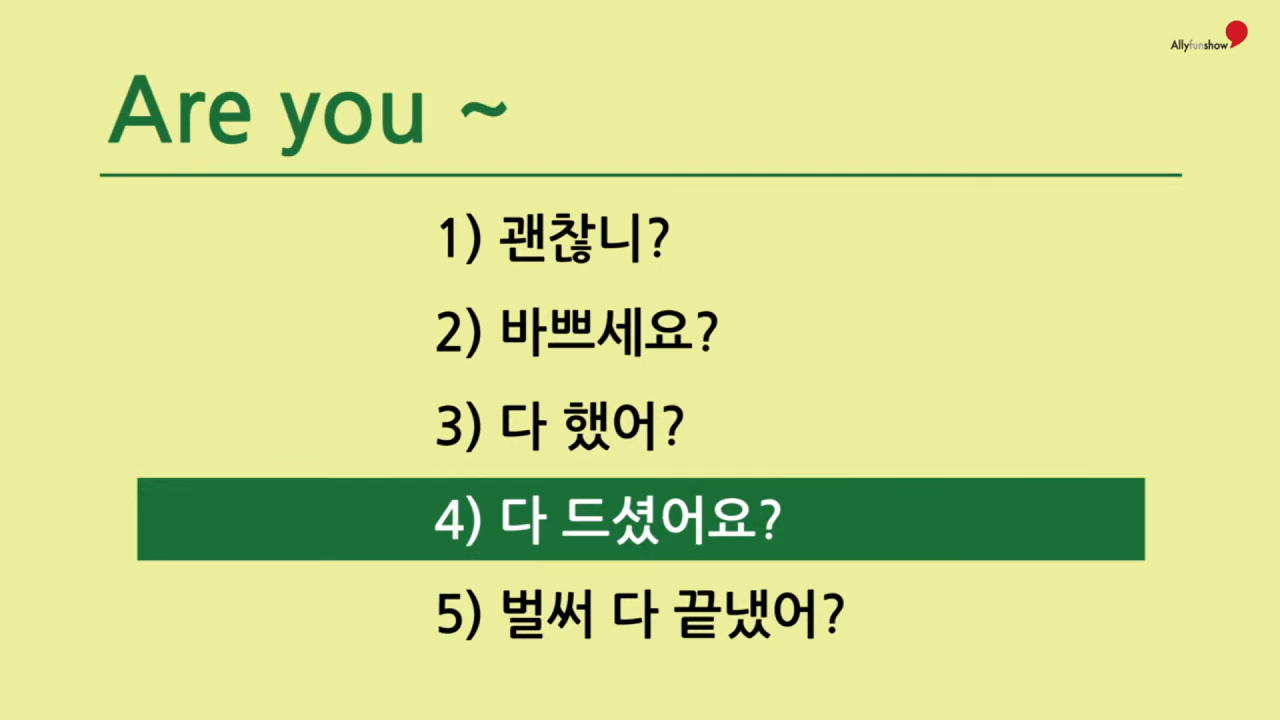 Allyfunshow
Are you ~
1) 괜찮니?
2) 바쁘세요?
3) 다 했어?
4) 다 드셨어요?
5) 벌써 다 끝냈어?